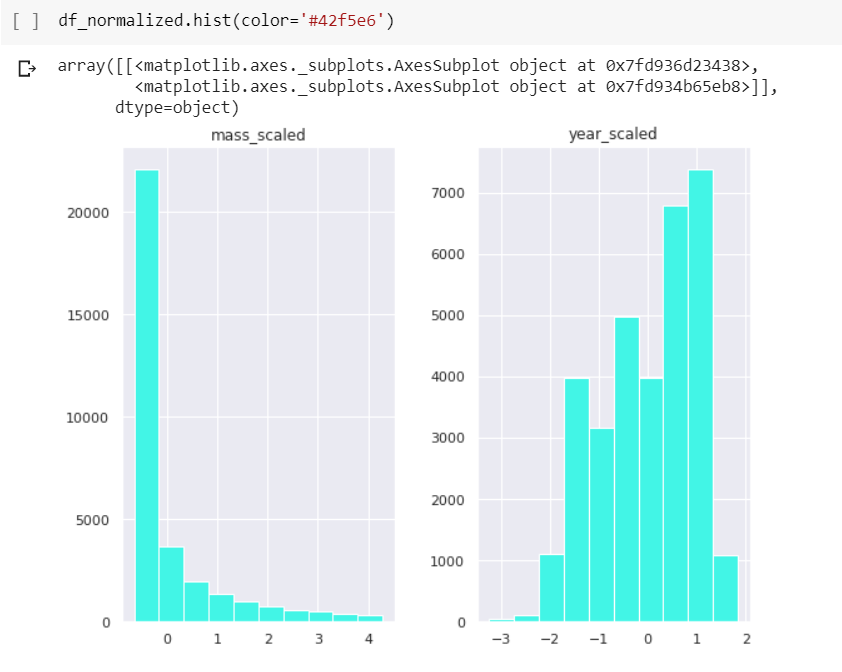 [ ] df_normalized.hist(color='#42f5e6')
array([[<matplotlib.axes._subplots.AxesSubplot object at 0x7fd936d23438>,
<matplotlib.axes._subplots.AxesSubplot object at 0x7fd934b65eb8>]],
dtype=object)
mass_scaled
20000
15000
10000
5000
0
0 1 2 3 4
year_scaled
7000
6000
5000
4000
3000
2000
1000
0
−3 −2 −1 0 1 2